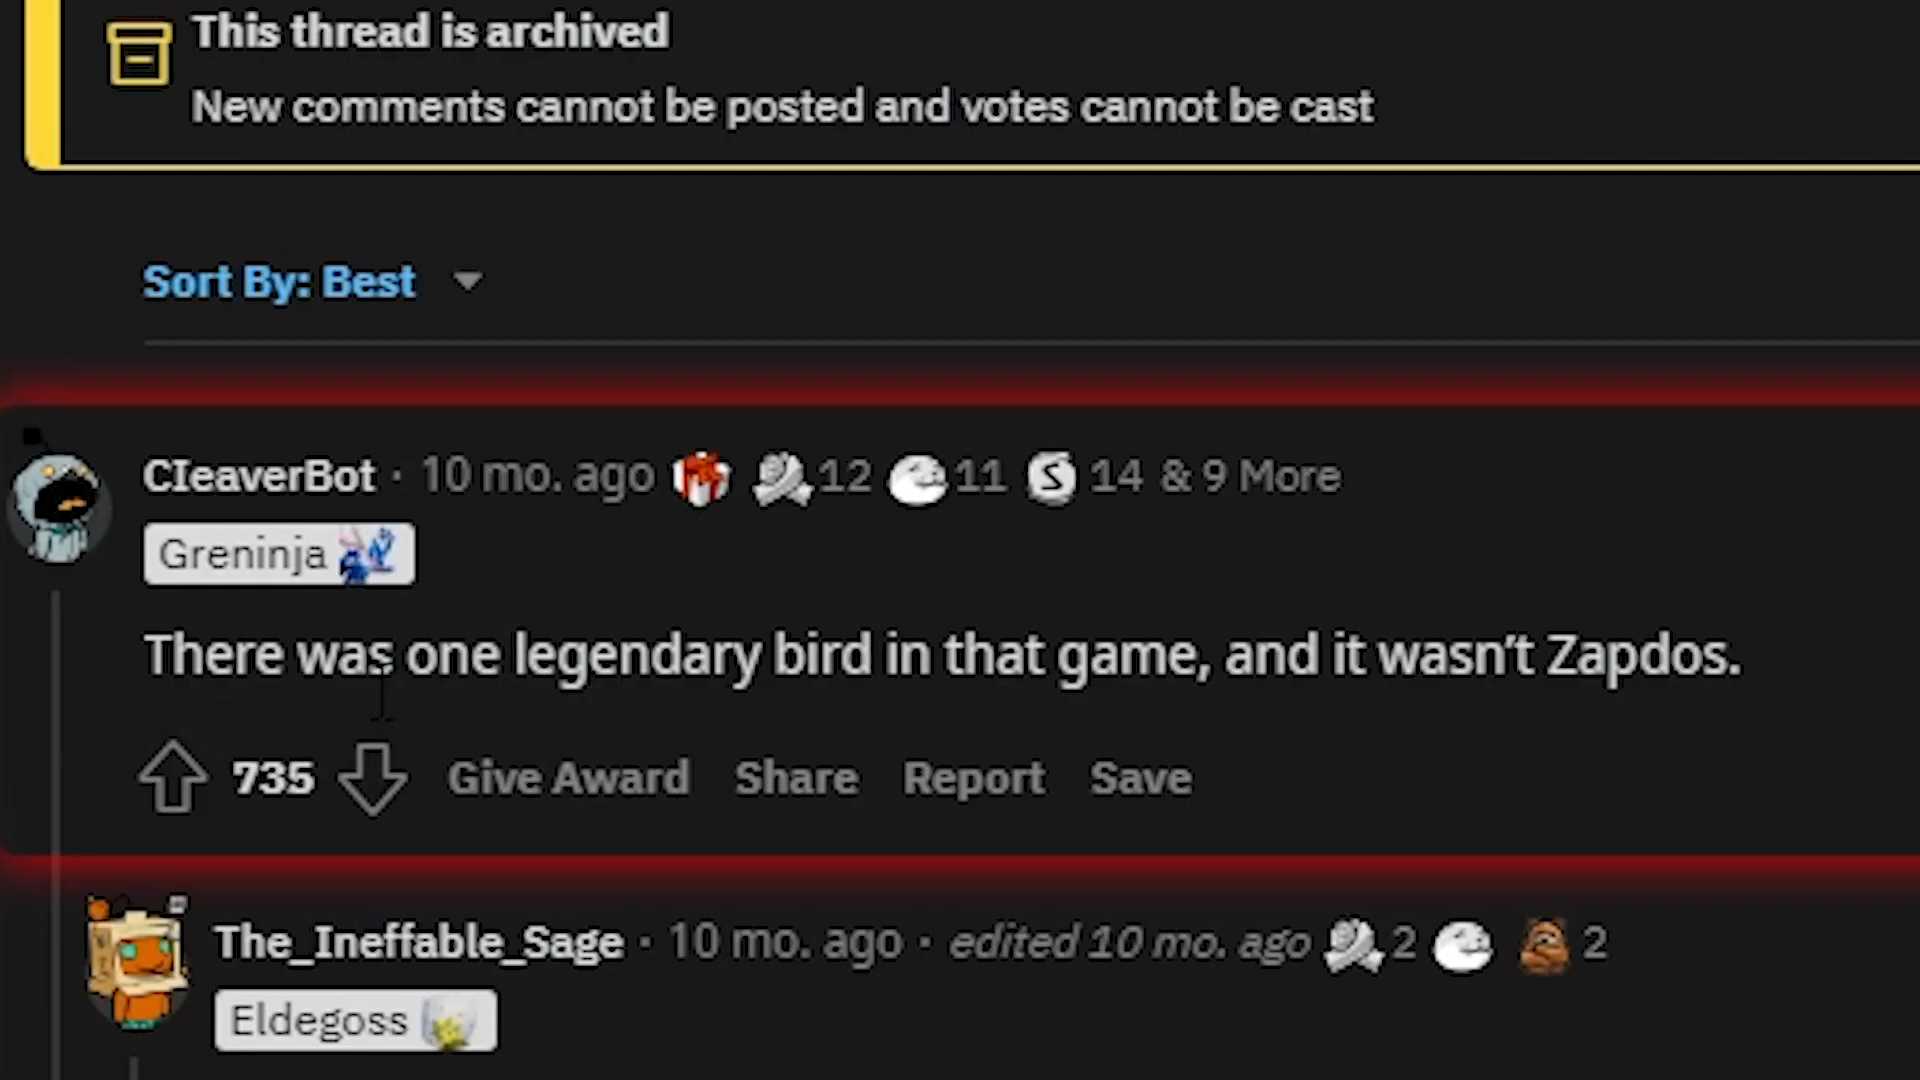 This thread is archived
New comments cannot be posted and votes cannot be cast
Sort By: Best
CIeaverBot · 10 mo. ago 12 11 S 14 & 9 More
Greninja
There was one legendary bird in that game, and it wasn't Zapdos.
735 Give Award Share Report Save
The_Ineffable_Sage · 10 mo. ago · edited 10 mo. ago 2 2
Eldegoss